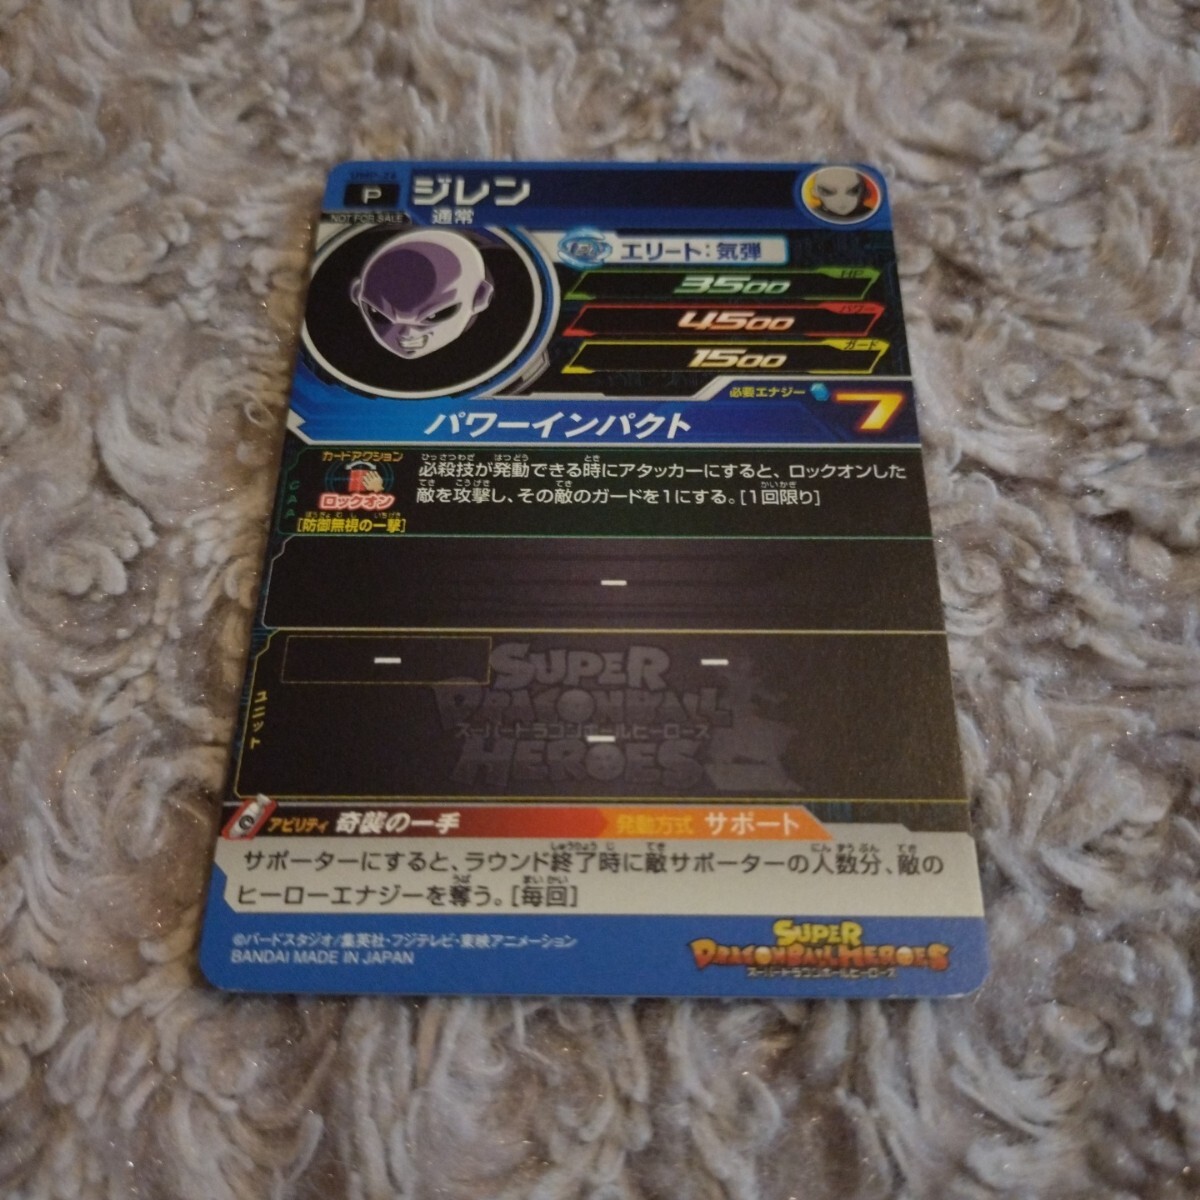 UMP-24
P
NOT FOR SALE
ジレン
通常
エリート：気弾
HP
3500
パワー
4500
ガード
1500
必要エナジー 7
パワーインパクト
カードアクション
ロックオン
[防御無視の一撃]
必殺技が発動できる時にアタッカーにすると、ロックオンした
敵を攻撃し、その敵のガードを1にする。[1回限り]
CAA
ー
ユニット
ー
ー
ー
SUPER
DRAGONBALL
スーパードラゴンボールヒーローズ
HEROES
アビリティ 奇襲の一手 発動方式 サポート
サポーターにすると、ラウンド終了時に敵サポーターの人数分、敵の
ヒーローエナジーを奪う。[毎回]
©バードスタジオ/集英社・フジテレビ・東映アニメーション
BANDAI MADE IN JAPAN
SUPER
DRAGONBALL HEROES
スーパードラゴンボールヒーローズ